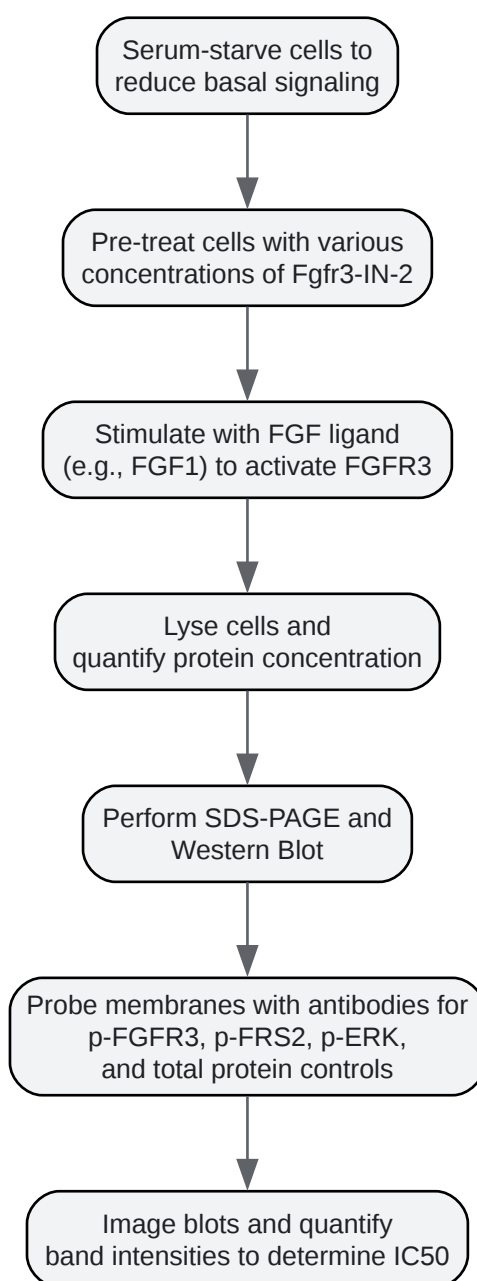 Serum-starve cells to
reduce basal signaling
Pre-treat cells with various
concentrations of Fgfr3-IN-2
Stimulate with FGF ligand
(e.g., FGF1) to activate FGFR3
Lyse cells and
quantify protein concentration
Perform SDS-PAGE and
Western Blot
Probe membranes with antibodies for
p-FGFR3, p-FRS2, p-ERK,
and total protein controls
Image blots and quantify
band intensities to determine IC50